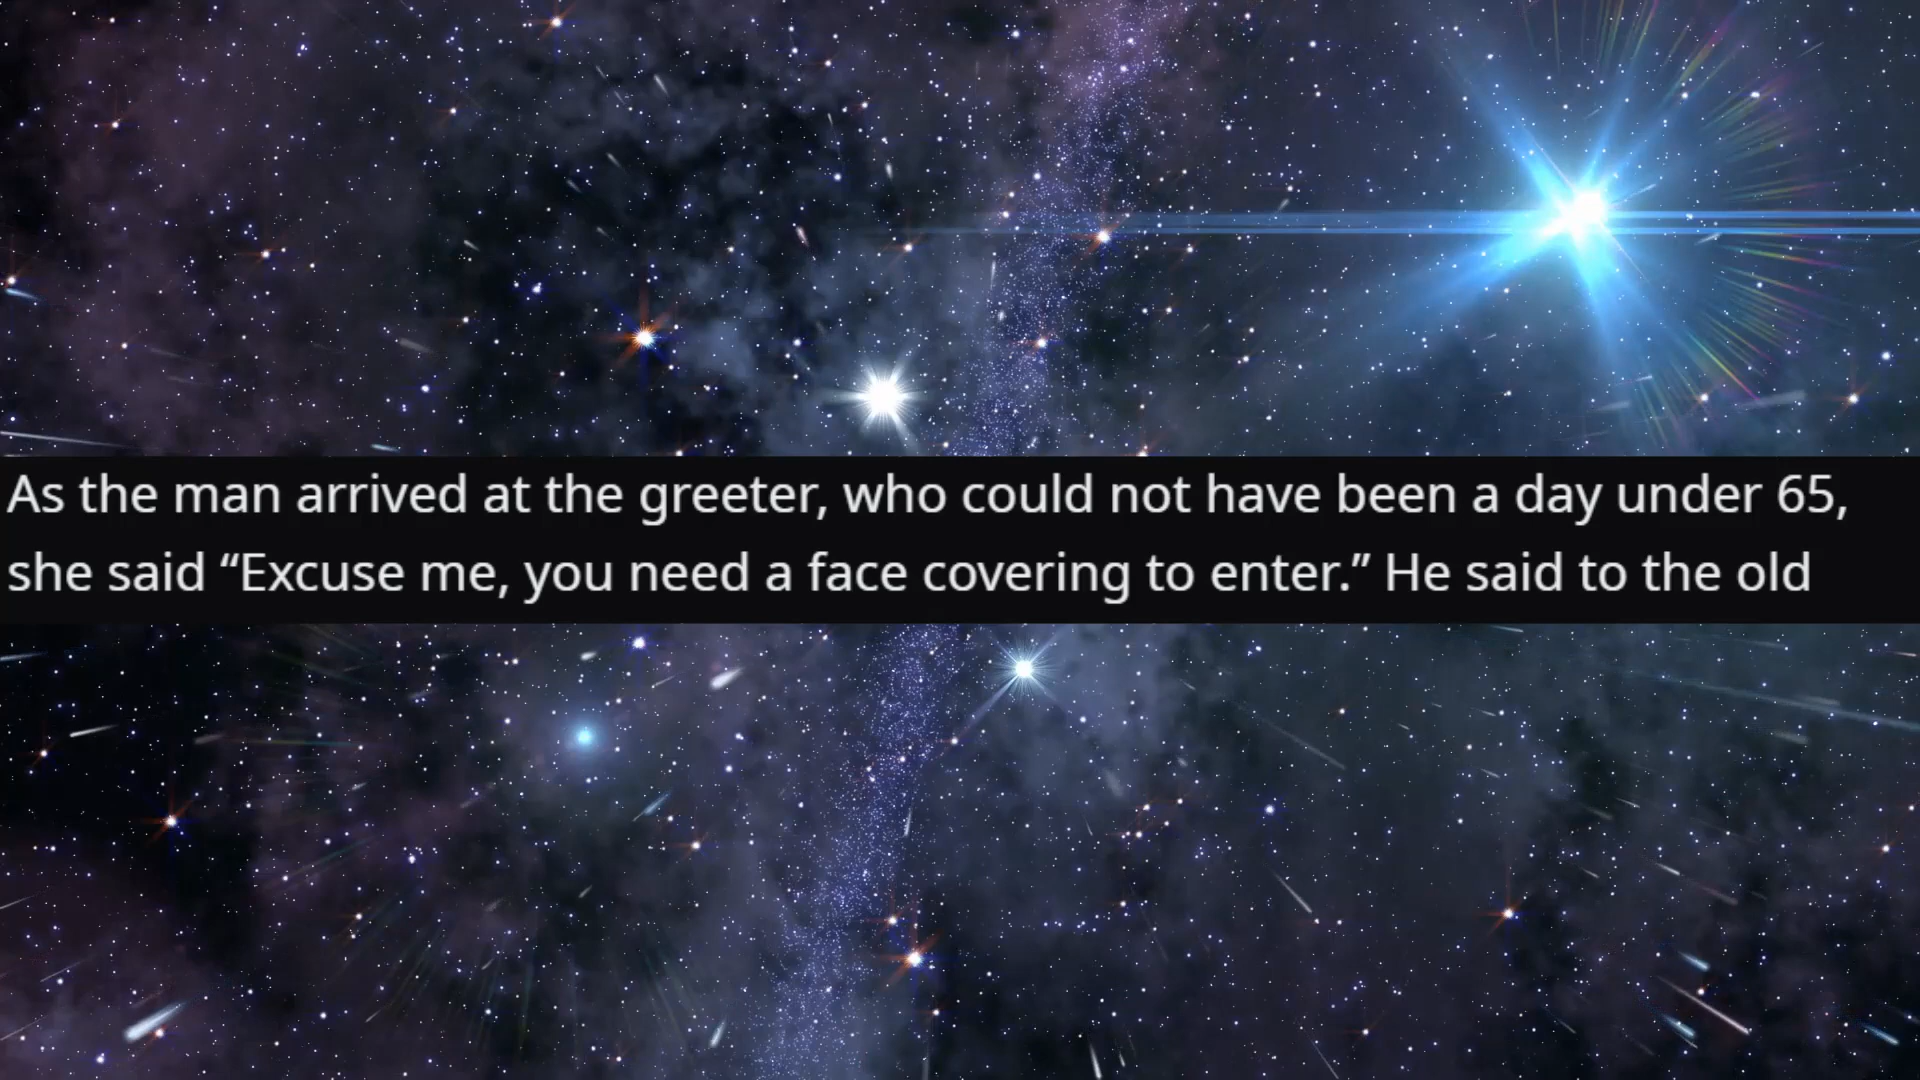 As the man arrived at the greeter, who could not have been a day under 65,
she said “Excuse me, you need a face covering to enter.” He said to the old